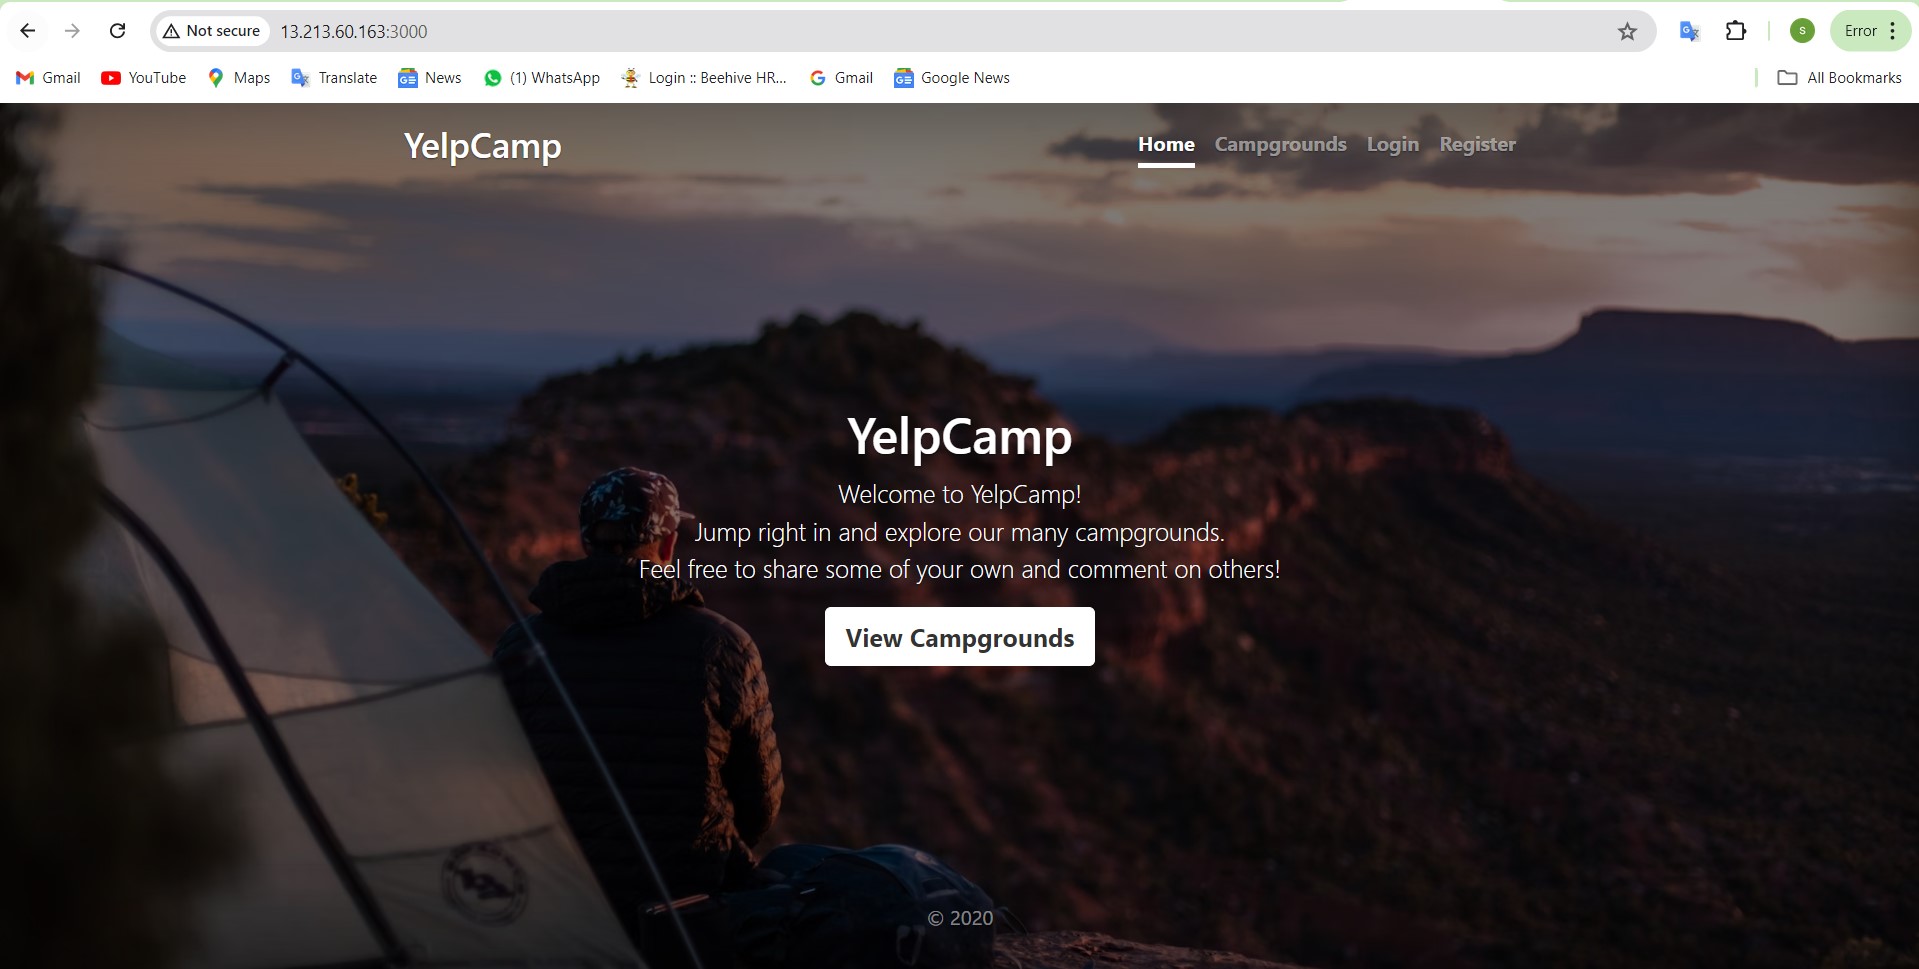 Not secure 13.213.60.163:3000 S Error
Gmail YouTube Maps Translate News (1) WhatsApp Login :: Beehive HR... Gmail Google News All Bookmarks
YelpCamp Home Campgrounds Login Register
YelpCamp
Welcome to YelpCamp!
Jump right in and explore our many campgrounds.
Feel free to share some of your own and comment on others!
View Campgrounds
© 2020